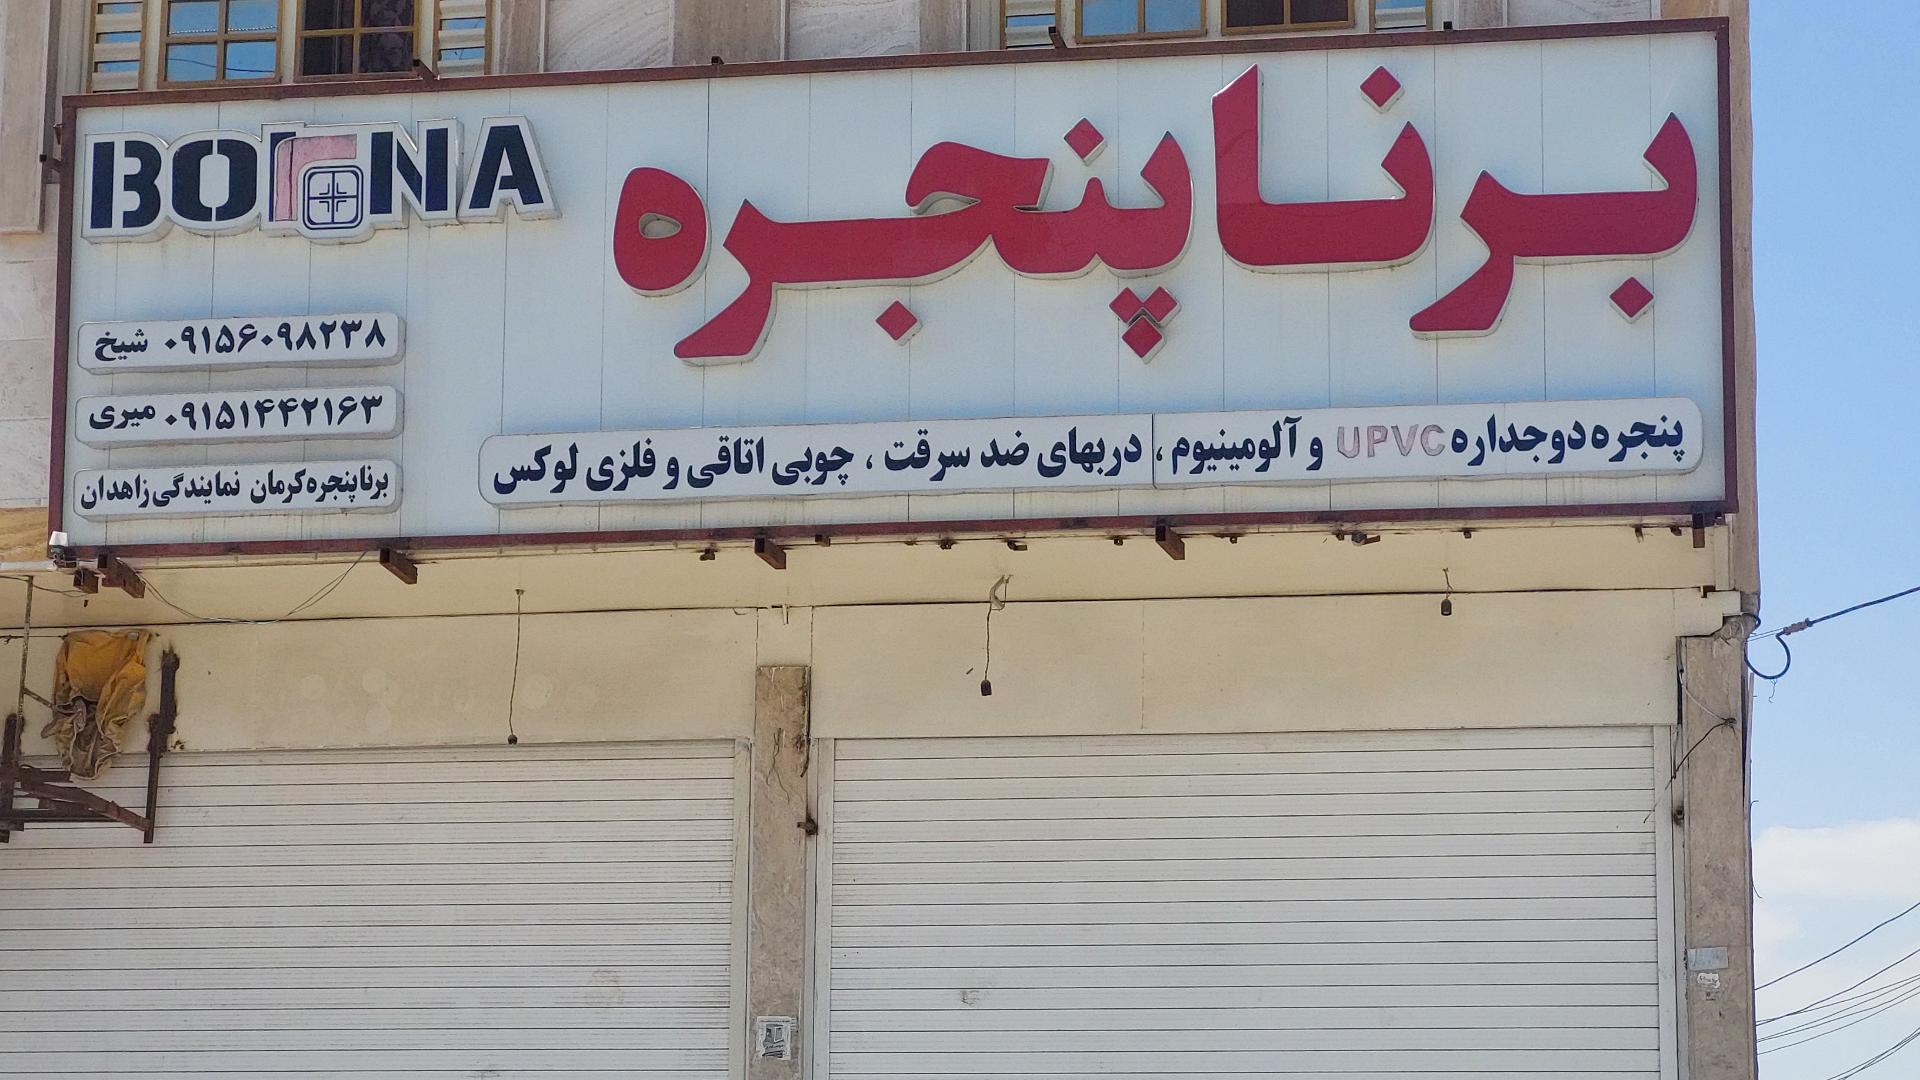 برنا پنجره
BORNA
۰۹۱۵۶۰۹۸۲۳۸ شیخ
۰۹۱۵۱۴۴۲۱۶۳ میری
برنا پنجره کرمان نمایندگی زاهدان
پنجره دوجداره UPVC و آلومینیوم ، دربهای ضد سرقت ، چوبی اتاقی و فلزی لوکس